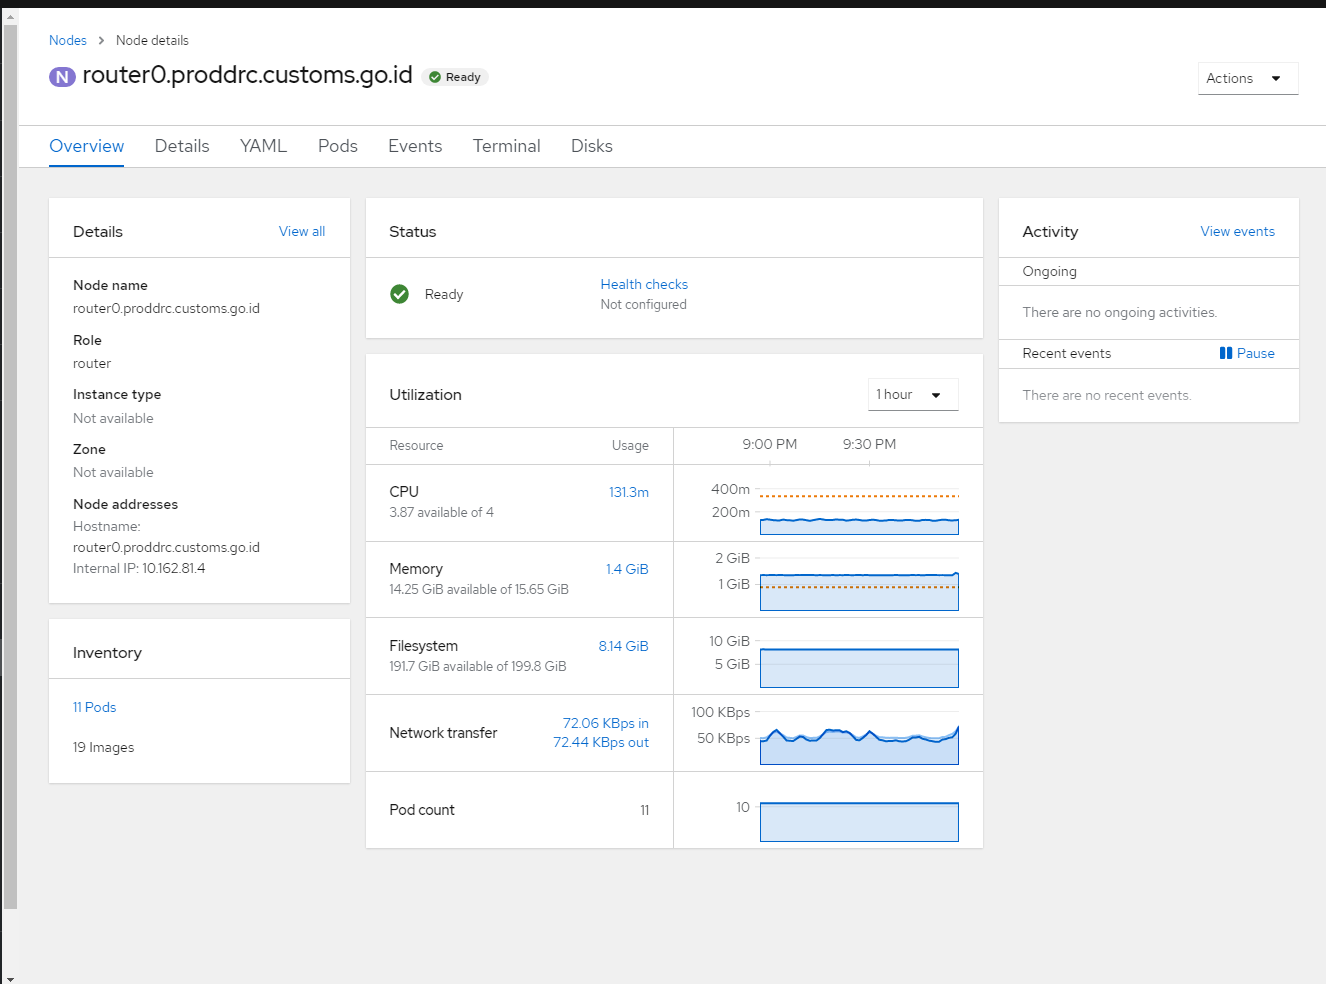 Nodes > Node details
N router0.proddrc.customs.go.id Ready
Actions
Overview Details YAML Pods Events Terminal Disks
Details View all
Node name
router0.proddrc.customs.go.id
Role
router
Instance type
Not available
Zone
Not available
Node addresses
Hostname:
router0.proddrc.customs.go.id
Internal IP: 10.162.81.4
Inventory
11 Pods
19 Images
Status
Ready
Health checks
Not configured
Utilization 1 hour
Resource Usage 9:00 PM 9:30 PM
CPU 131.3m
3.87 available of 4
400m
200m
Memory 1.4 GiB
14.25 GiB available of 15.65 GiB
2 GiB
1 GiB
Filesystem 8.14 GiB
191.7 GiB available of 199.8 GiB
10 GiB
5 GiB
Network transfer 72.06 KBps in
72.44 KBps out
100 KBps
50 KBps
Pod count 11
10
Activity View events
Ongoing
There are no ongoing activities.
Recent events Pause
There are no recent events.